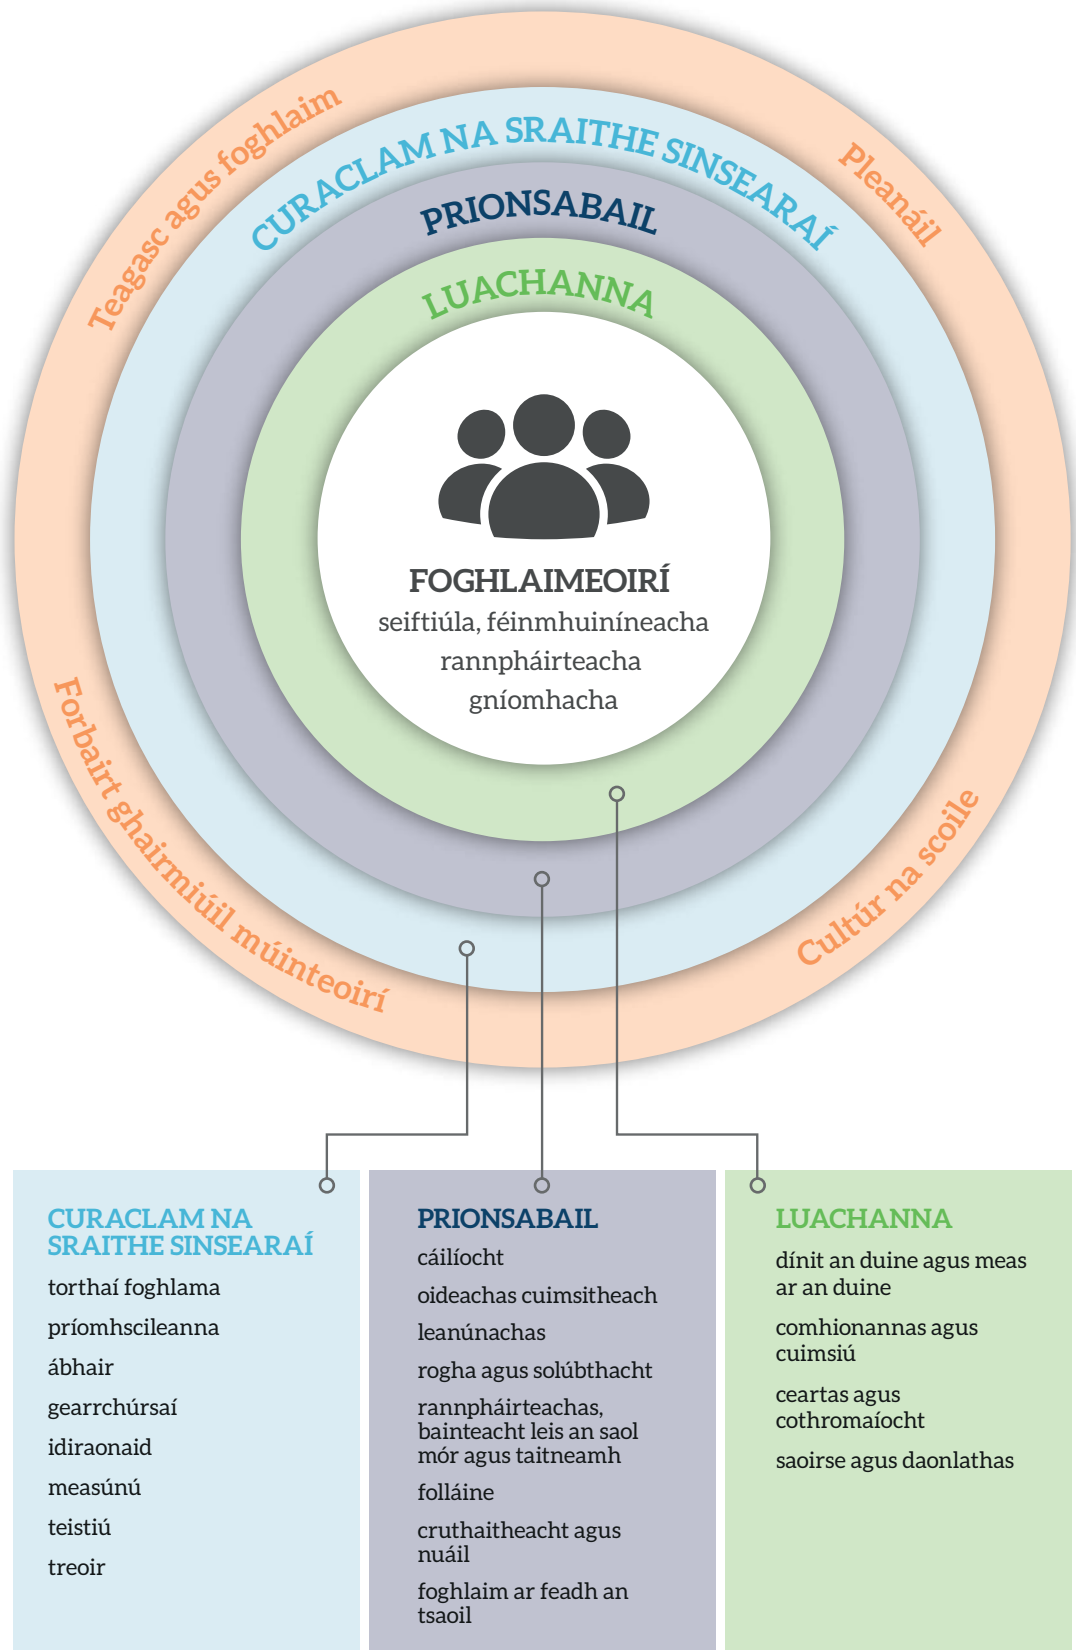 Teagasc agus foghlaim
Pleanáil
CURACLAM NA SRAITHE SINSEARAÍ
PRIONSABAIL
LUACHANNA
FOGHLAIMEOIRÍ
seiftiúla, féinmhuiníneacha
rannpháirteacha
gníomhacha
Forbairt ghairmiúil múinteoirí
Cultúr na scoile
CURACLAM NA
SRAITHE SINSEARAÍ
torthaí foghlama
príomhscileanna
ábhair
gearrchúrsaí
idiraonaid
measúnú
teistiú
treoir
PRIONSABAIL
cáilíocht
oideachas cuimsitheach
leanúnachas
rogha agus solúbthacht
rannpháirteachas,
bainteacht leis an saol
mór agus taitneamh
folláine
cruthaitheacht agus
nuáil
foghlaim ar feadh an
tsaoil
LUACHANNA
dínit an duine agus meas
ar an duine
comhionannas agus
cuimsiú
ceartas agus
cothromaíocht
saoirse agus daonlathas